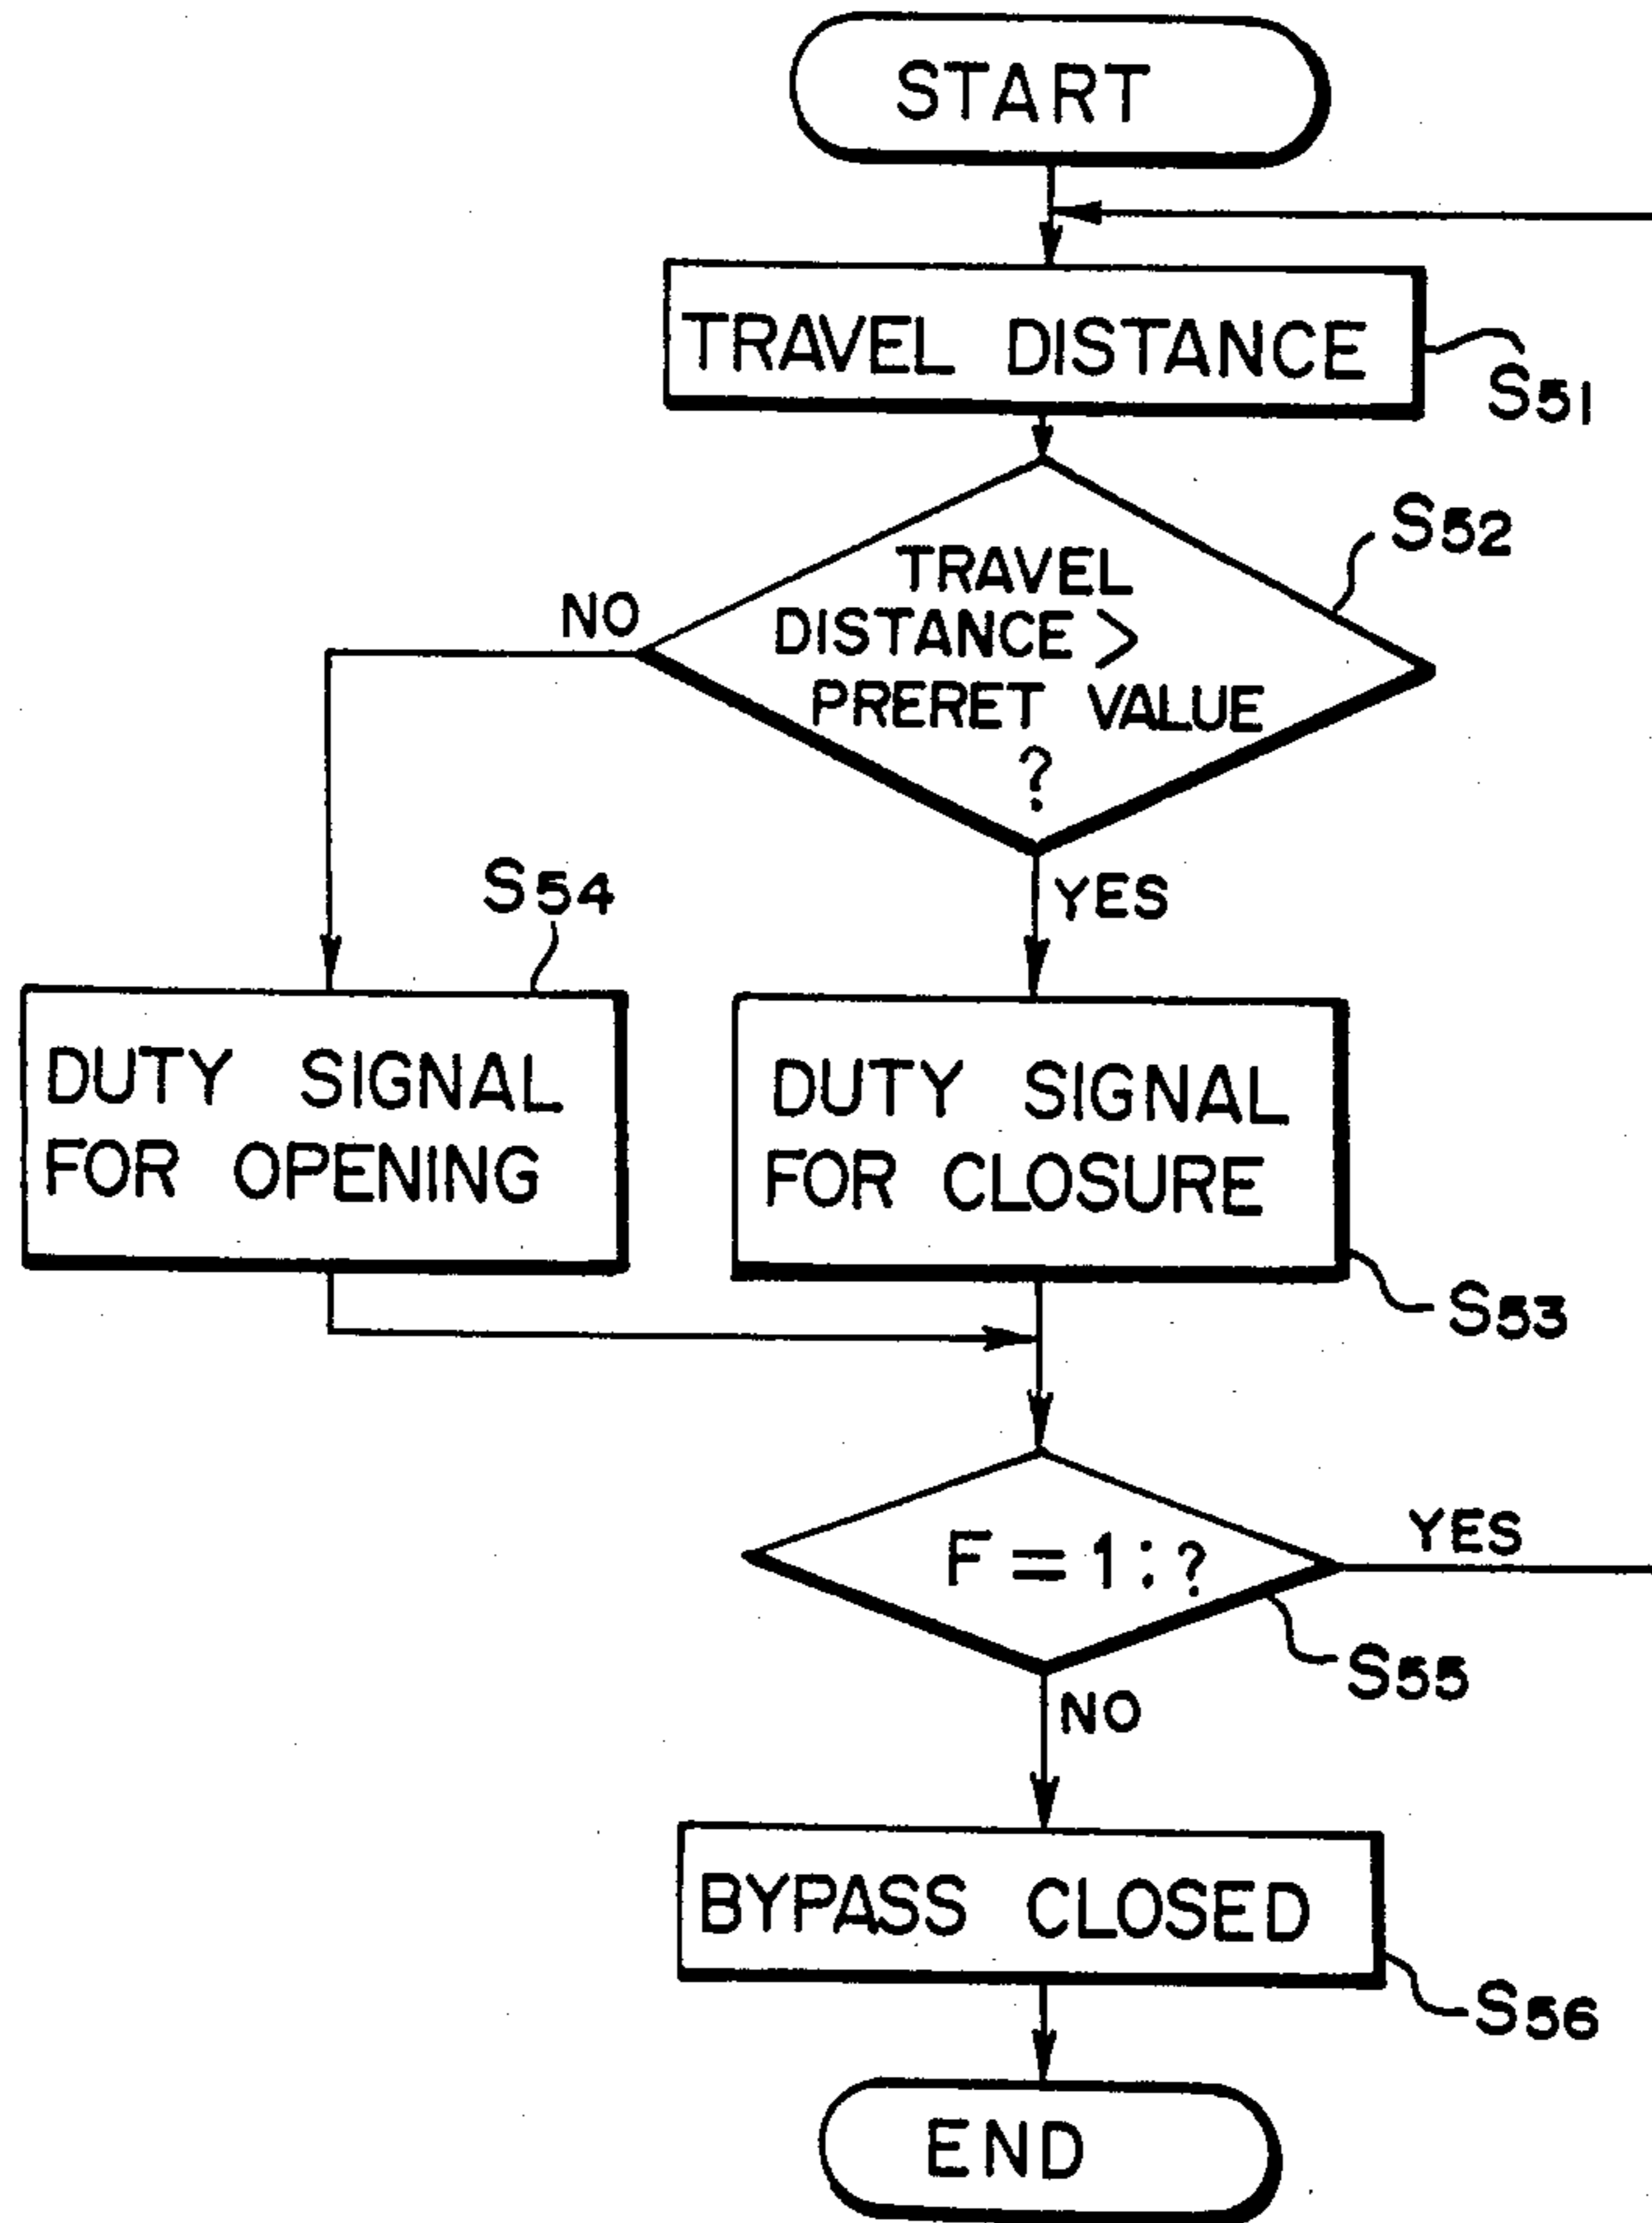 START
TRAVEL DISTANCE
S51
S52
TRAVEL
DISTANCE >
PRERET VALUE
?
NO
YES
S54
DUTY SIGNAL
FOR OPENING
DUTY SIGNAL
FOR CLOSURE
S53
F=1:?
YES
S55
NO
BYPASS CLOSED
S56
END